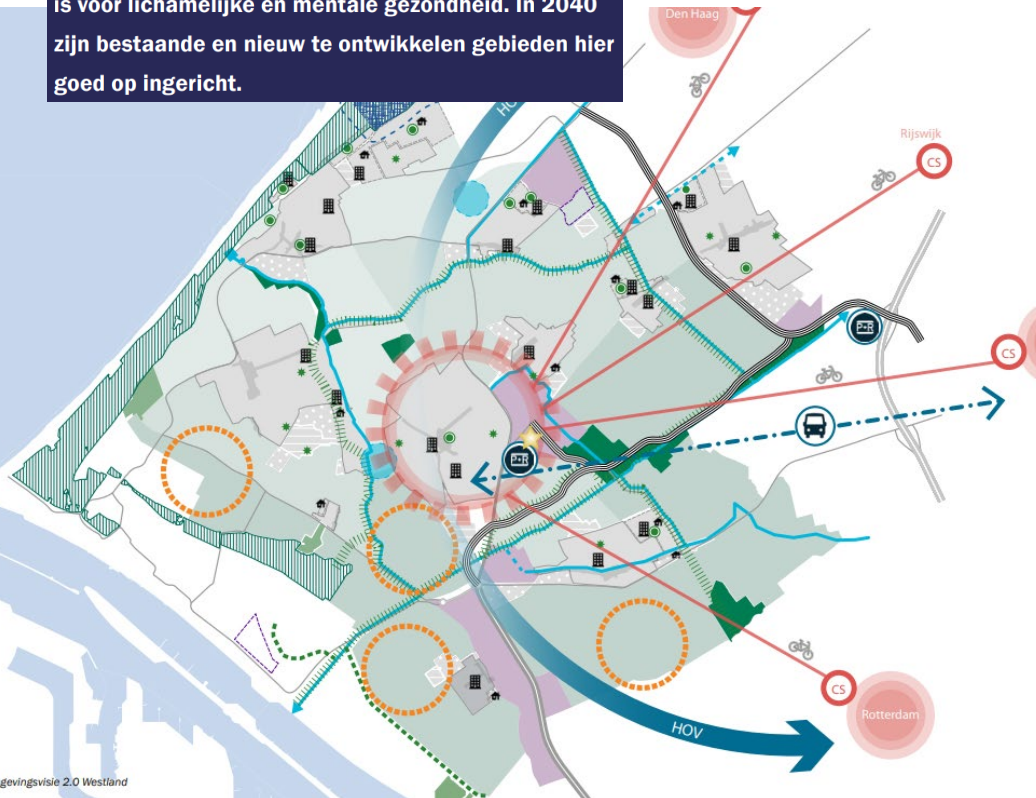 is voor lichamelijke en mentale gezondheid. In 2040
zijn bestaande en nieuw te ontwikkelen gebieden hier
goed op ingericht.
Den Haag
CS
HOV
Rijswijk
CS
P+R
CS
P+R
CS
Rotterdam
HOV
gevingsvisie 2.0 Westland